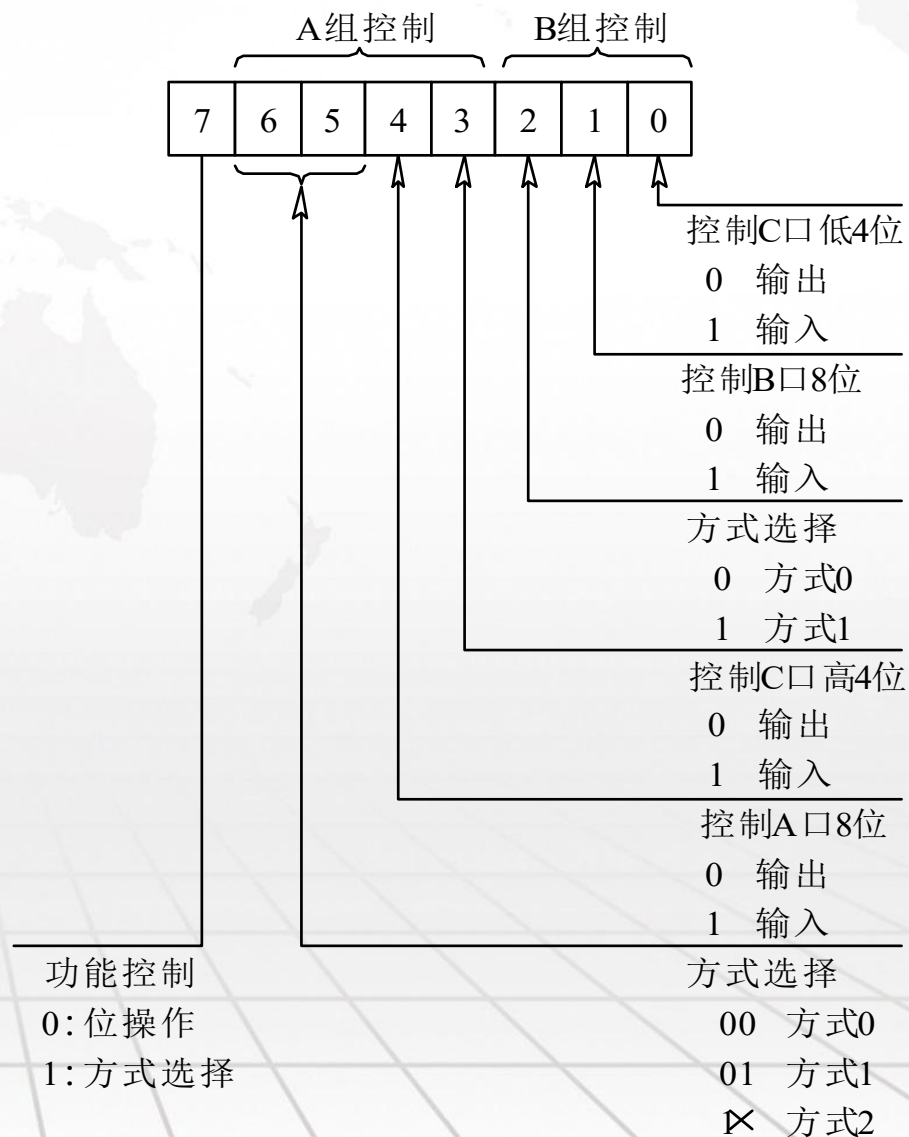 A组控制 B组控制
7 6 5 4 3 2 1 0
控制C口低4位
0 输出
1 输入
控制B口8位
0 输出
1 输入
方式选择
0 方式0
1 方式1
控制C口高4位
0 输出
1 输入
控制A口8位
0 输出
1 输入
功能控制
0:位操作
1:方式选择
方式选择
00 方式0
01 方式1
1× 方式2